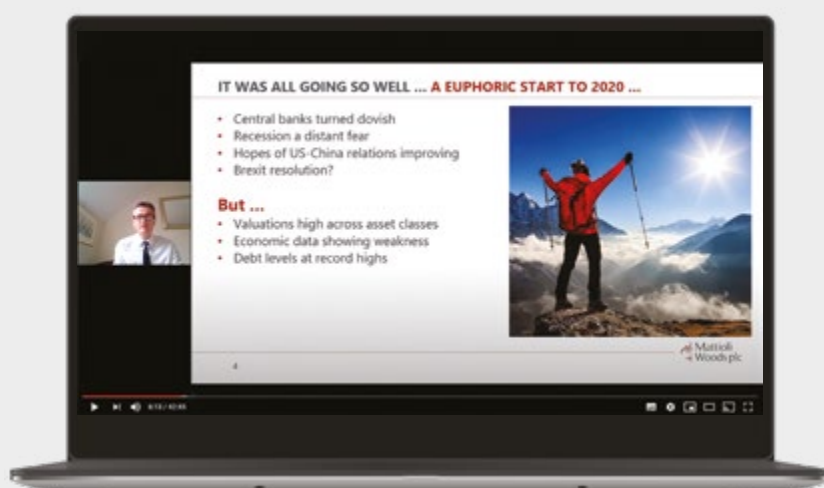 IT WAS ALL GOING SO WELL ... A EUPHORIC START TO 2020 ...
• Central banks turned dovish
• Recession a distant fear
• Hopes of US-China relations improving
• Brexit resolution?
But ...
• Valuations high across asset classes
• Economic data showing weakness
• Debt levels at record highs
Mattioli
Woods plc
4